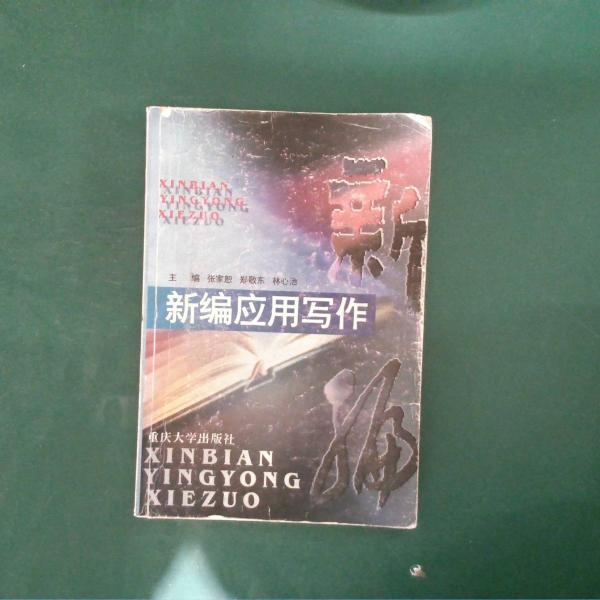 XINBIAN
YINGYONG
XIEZUO
新
主 编 张家恕 郑敬东 林心治
新编应用写作
编
重庆大学出版社
XINBIAN
YINGYONG
XIEZUO